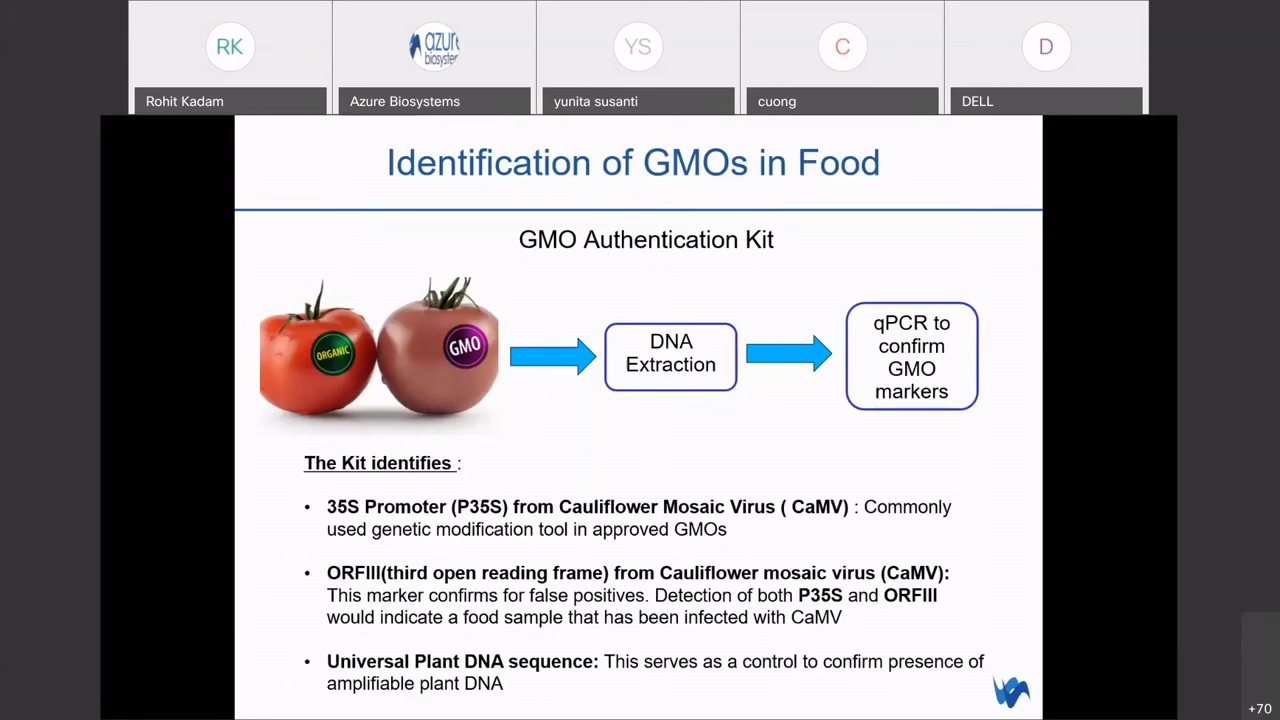 RK
azure
biosystems
YS
C
D
Rohit Kadam
Azure Biosystems
yunita susanti
cuong
DELL
Identification of GMOs in Food
GMO Authentication Kit
ORGANIC
GMO
DNA
Extraction
qPCR to
confirm
GMO
markers
The Kit identifies :
• 35S Promoter (P35S) from Cauliflower Mosaic Virus ( CaMV) : Commonly
used genetic modification tool in approved GMOs
• ORFIII(third open reading frame) from Cauliflower mosaic virus (CaMV):
This marker confirms for false positives. Detection of both P35S and ORFIII
would indicate a food sample that has been infected with CaMV
• Universal Plant DNA sequence: This serves as a control to confirm presence of
amplifiable plant DNA
+70